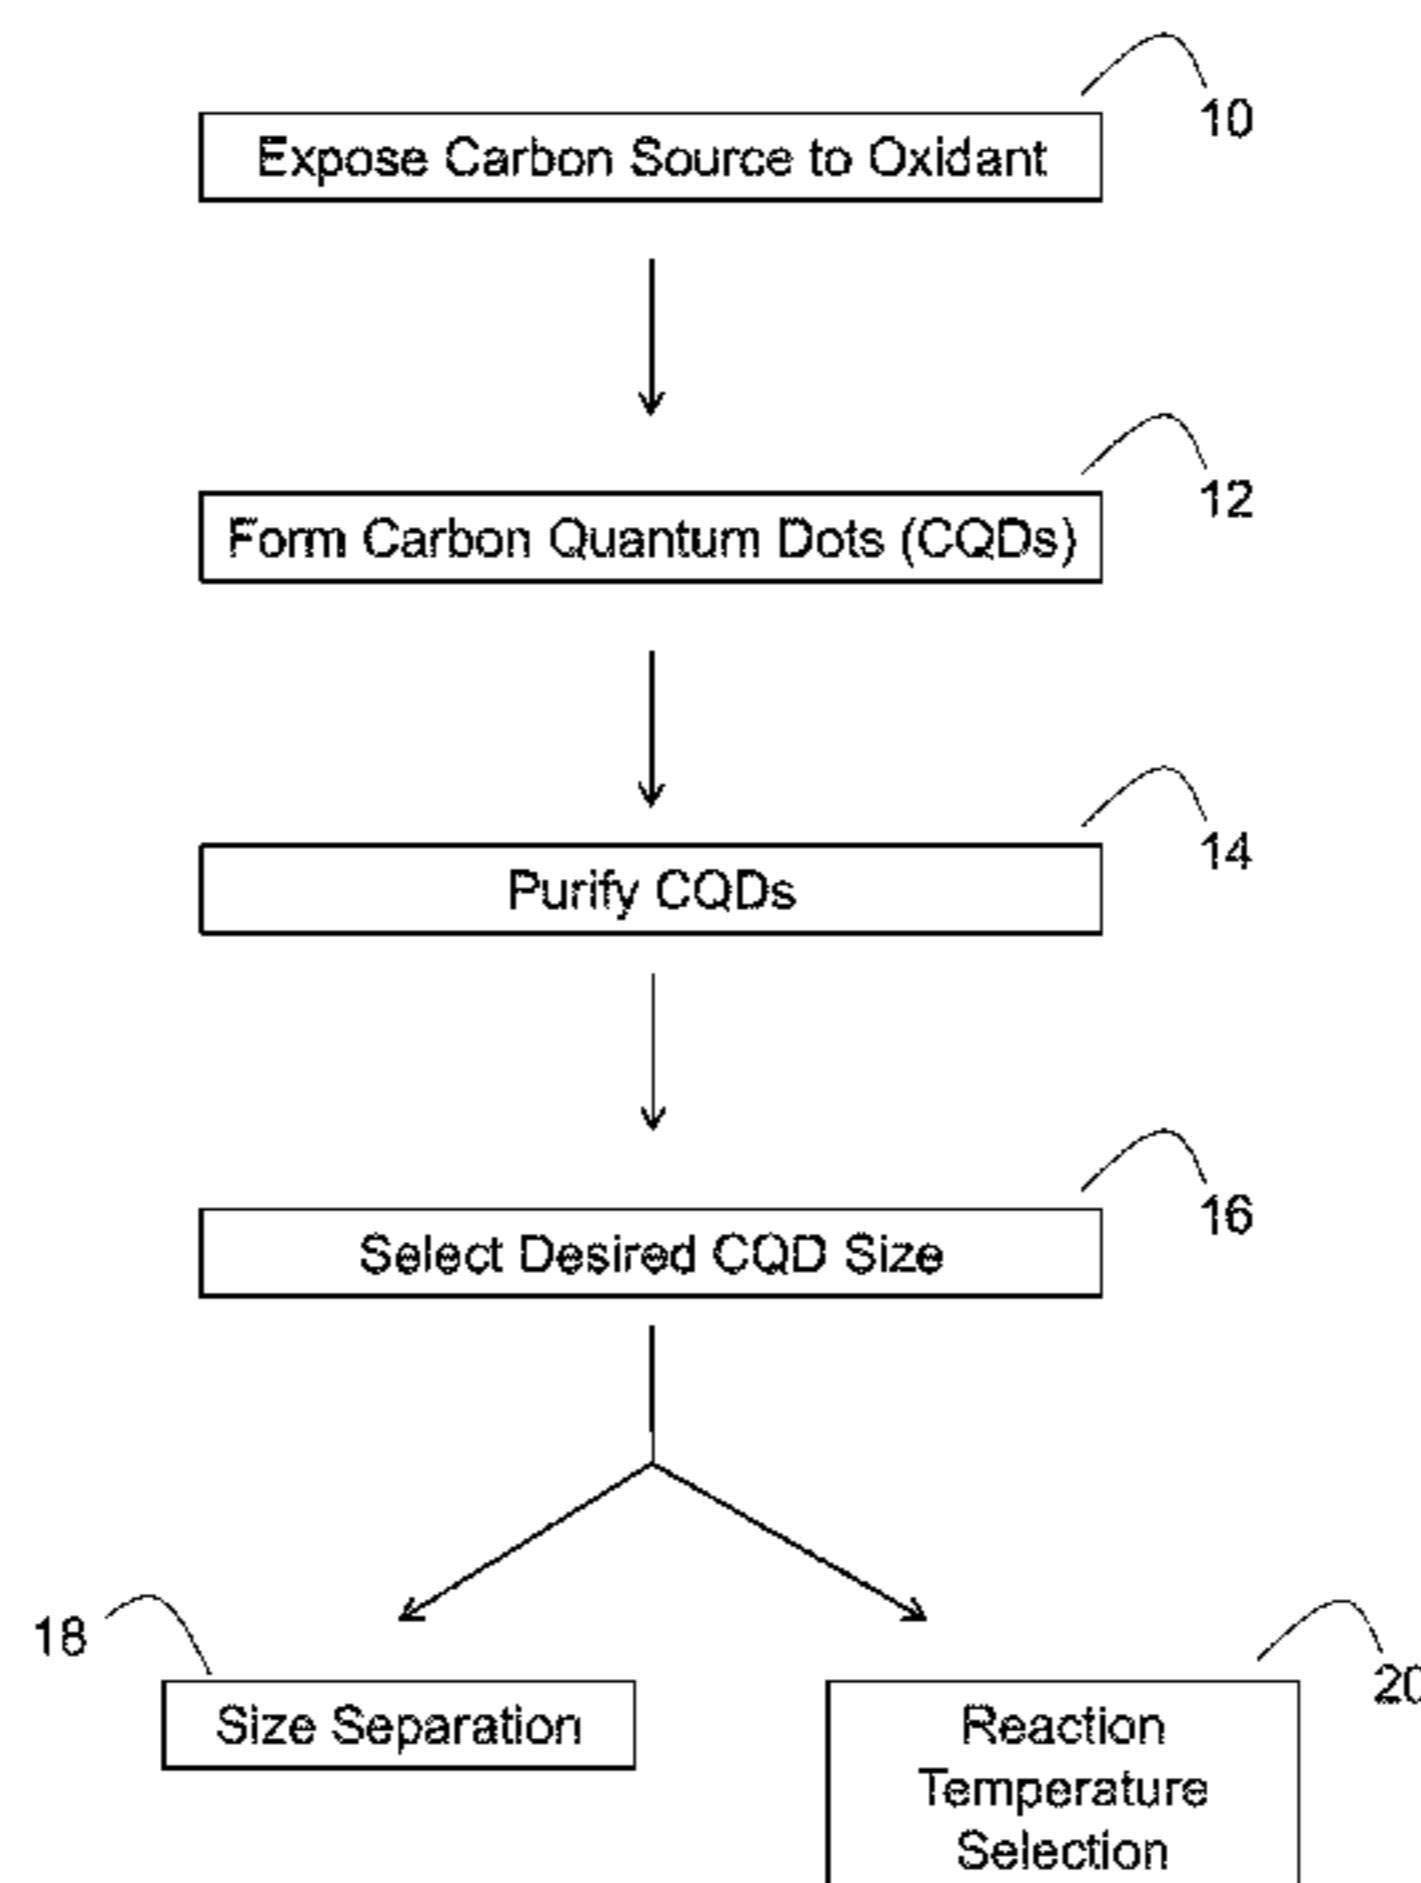 10
Expose Carbon Source to Oxidant
12
Form Carbon Quantum Dots (CQDs)
14
Purify CQDs
16
Select Desired CQD Size
18
Size Separation
20
Reaction
Temperature
Selection